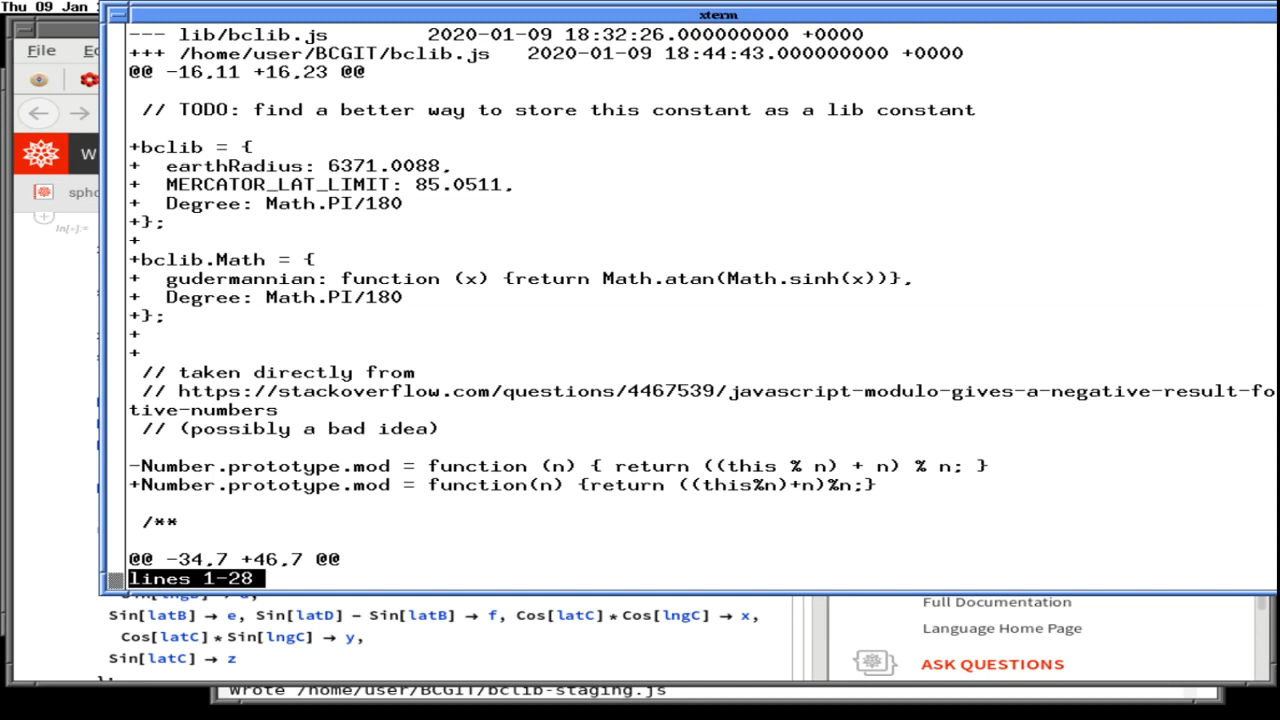 Thu 09 Jan
xterm
File
W
sph
In[•]:=
--- lib/bclib.js 2020-01-09 18:32:26.000000000 +0000
+++ /home/user/BCGIT/bclib.js 2020-01-09 18:44:43.000000000 +0000
@@ -16,11 +16,23 @@
// TODO: find a better way to store this constant as a lib constant
+bclib = {
+  earthRadius: 6371.0088,
+  MERCATOR_LAT_LIMIT: 85.0511,
+  Degree: Math.PI/180
+};
+
+bclib.Math = {
+  gudermannian: function (x) {return Math.atan(Math.sinh(x))},
+  Degree: Math.PI/180
+};
+
+
// taken directly from
// https://stackoverflow.com/questions/4467539/javascript-modulo-gives-a-negative-result-fo
tive-numbers
// (possibly a bad idea)
-Number.prototype.mod = function (n) { return ((this % n) + n) % n; }
+Number.prototype.mod = function(n) {return ((this%n)+n)%n;}
/**
@@ -34,7 +46,7 @@
lines 1-28
Sin[latB] → e, Sin[latD] − Sin[latB] → f, Cos[latC]*Cos[lngC] → x,
Cos[latC]*Sin[lngC] → y,
Sin[latC] → z
Full Documentation
Language Home Page
ASK QUESTIONS
Wrote /home/user/BCGIT/bclib-staging.js